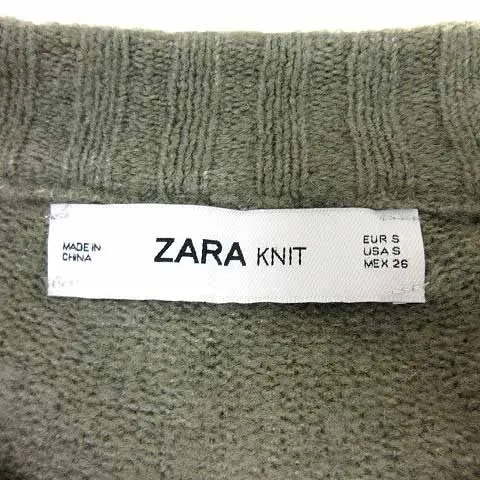 MADE IN
CHINA
ZARA KNIT
EUR S
USA S
MEX 26